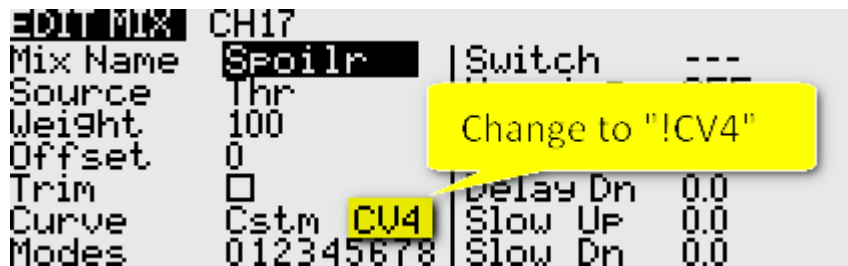 EDIT MIX CH17
Mix Name Spoilr Switch ---
Source Thr
Weight 100
Offset 0
Change to "!CV4"
Trim Delay Dn 0.0
Curve Cstm CV4 Slow Up 0.0
Modes 012345678 Slow Dn 0.0